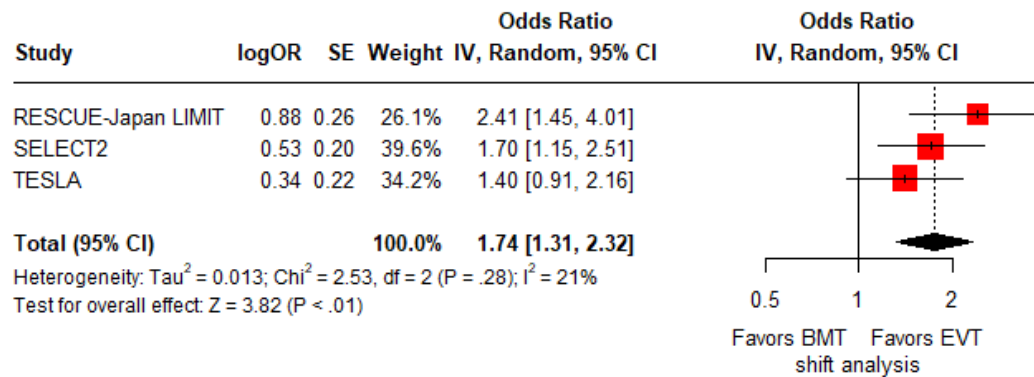 Odds Ratio Odds Ratio
Study logOR SE Weight IV, Random, 95% CI IV, Random, 95% CI
RESCUE-Japan LIMIT 0.88 0.26 26.1% 2.41 [1.45, 4.01]
SELECT2 0.53 0.20 39.6% 1.70 [1.15, 2.51]
TESLA 0.34 0.22 34.2% 1.40 [0.91, 2.16]
Total (95% CI) 100.0% 1.74 [1.31, 2.32]
Heterogeneity: Tau² = 0.013; Chi² = 2.53, df = 2 (P = .28); I² = 21%
Test for overall effect: Z = 3.82 (P < .01)
0.5 1 2
Favors BMT Favors EVT
shift analysis